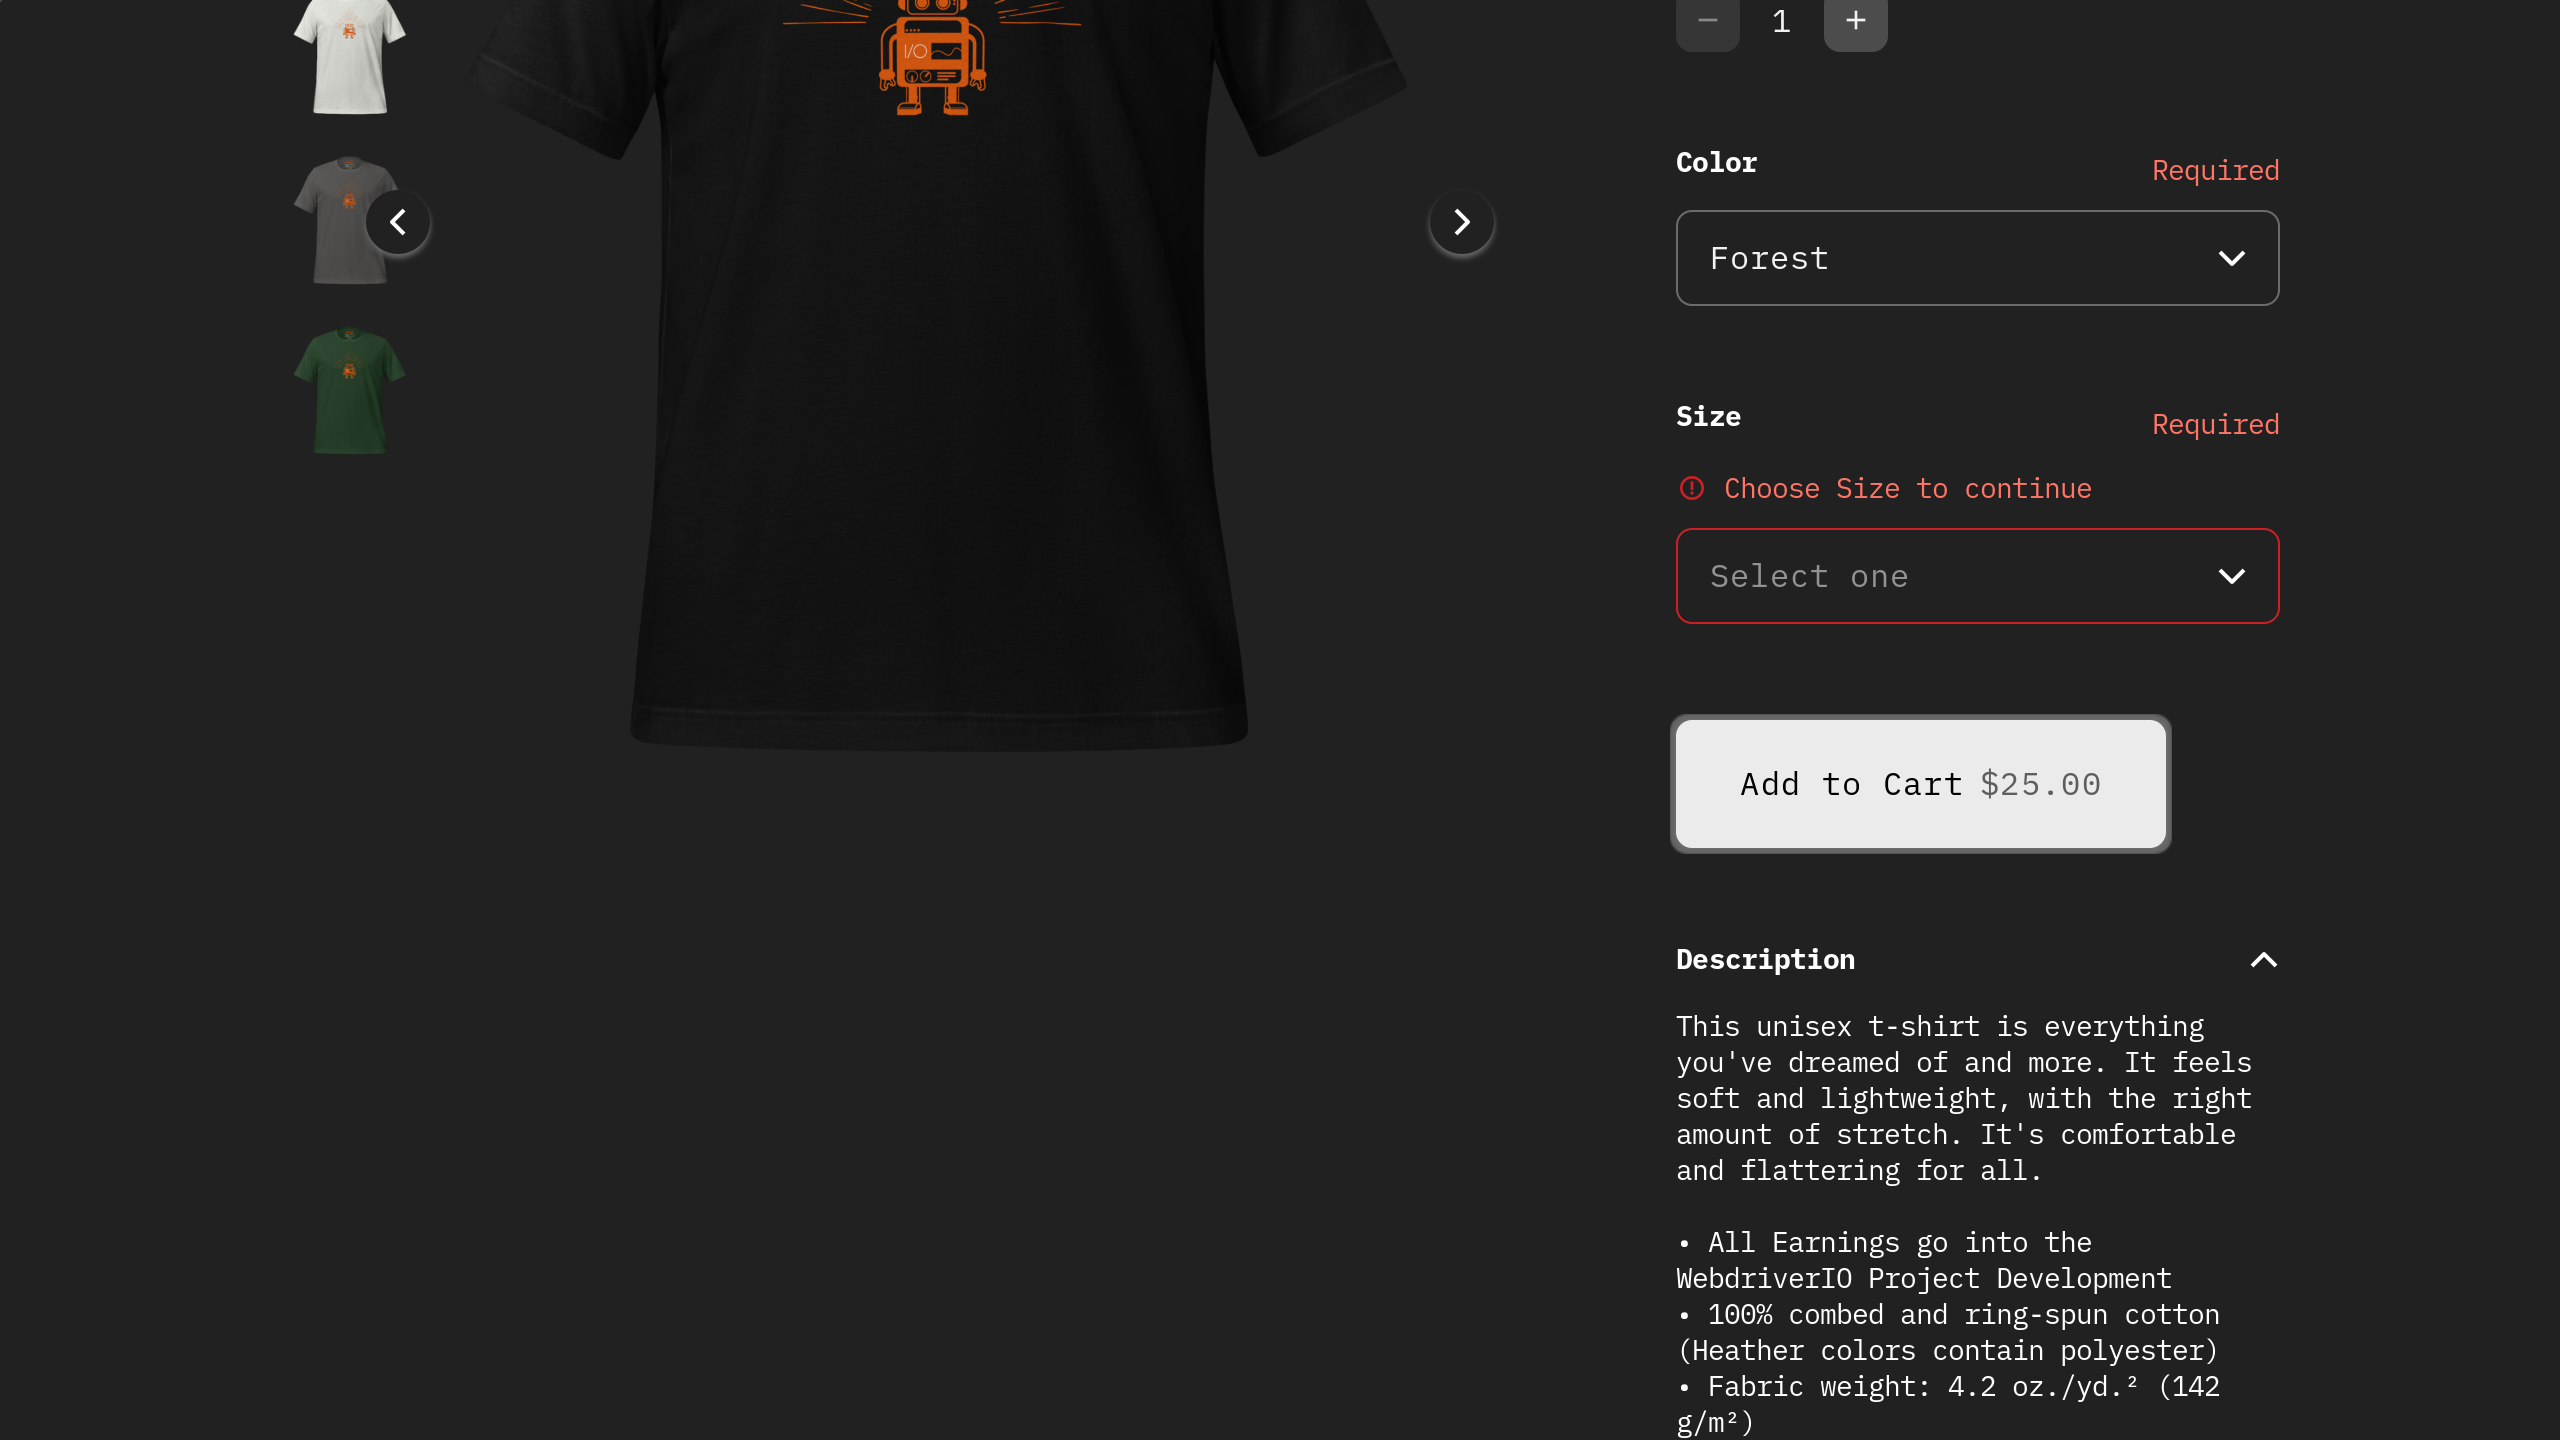 I/O
1
Color
Required
Forest
Size
Required
Choose Size to continue
Select one
Add to Cart $25.00
Description
This unisex t-shirt is everything
you've dreamed of and more. It feels
soft and lightweight, with the right
amount of stretch. It's comfortable
and flattering for all.
• All Earnings go into the
WebdriverIO Project Development
• 100% combed and ring-spun cotton
(Heather colors contain polyester)
• Fabric weight: 4.2 oz./yd.² (142
g/m²)